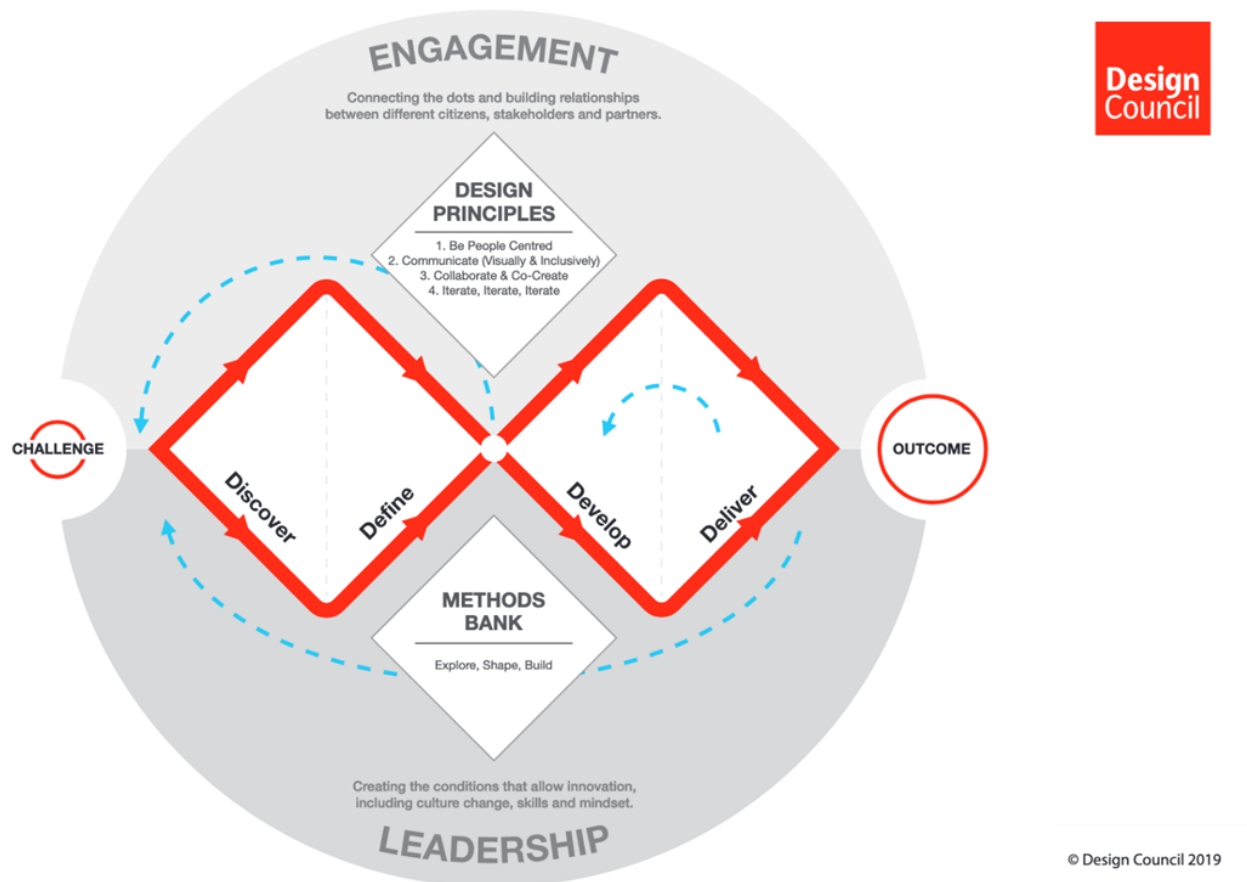 ENGAGEMENT
Connecting the dots and building relationships
between different citizens, stakeholders and partners.
Design
Council
DESIGN
PRINCIPLES
1. Be People Centred
2. Communicate (Visually & Inclusively)
3. Collaborate & Co-Create
4. Iterate, Iterate, Iterate
CHALLENGE
Discover
Define
Develop
Deliver
OUTCOME
METHODS
BANK
Explore, Shape, Build
Creating the conditions that allow innovation,
including culture change, skills and mindset.
LEADERSHIP
© Design Council 2019